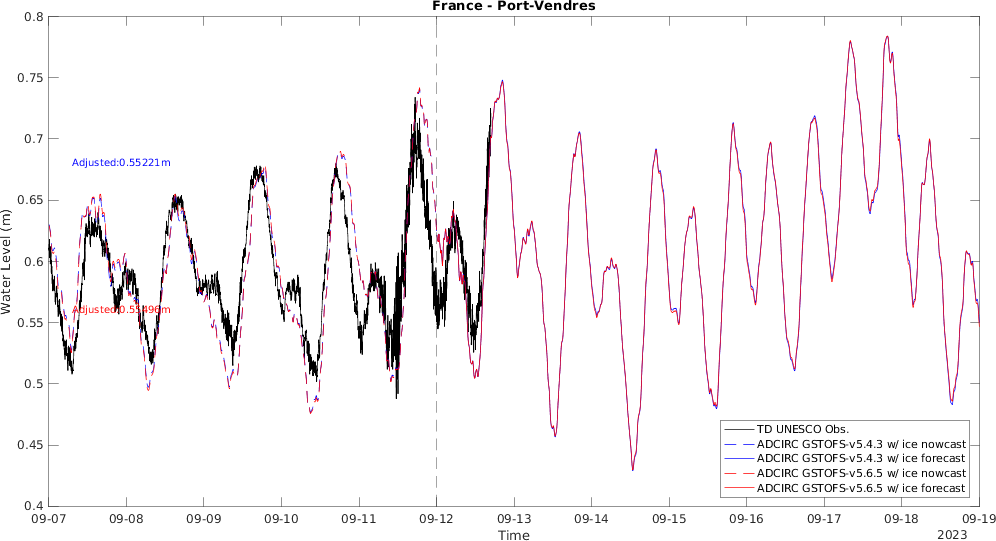 France - Port-Vendres
0.8
0.75
0.7
0.65
0.6
0.55
0.5
0.45
0.4
Water Level (m)
Adjusted:0.55221m
Adjusted:0.55496m
TD UNESCO Obs.
ADCIRC GSTOFS-v5.4.3 w/ ice nowcast
ADCIRC GSTOFS-v5.4.3 w/ ice forecast
ADCIRC GSTOFS-v5.6.5 w/ ice nowcast
ADCIRC GSTOFS-v5.6.5 w/ ice forecast
09-07 09-08 09-09 09-10 09-11 09-12 09-13 09-14 09-15 09-16 09-17 09-18 09-19
Time
2023